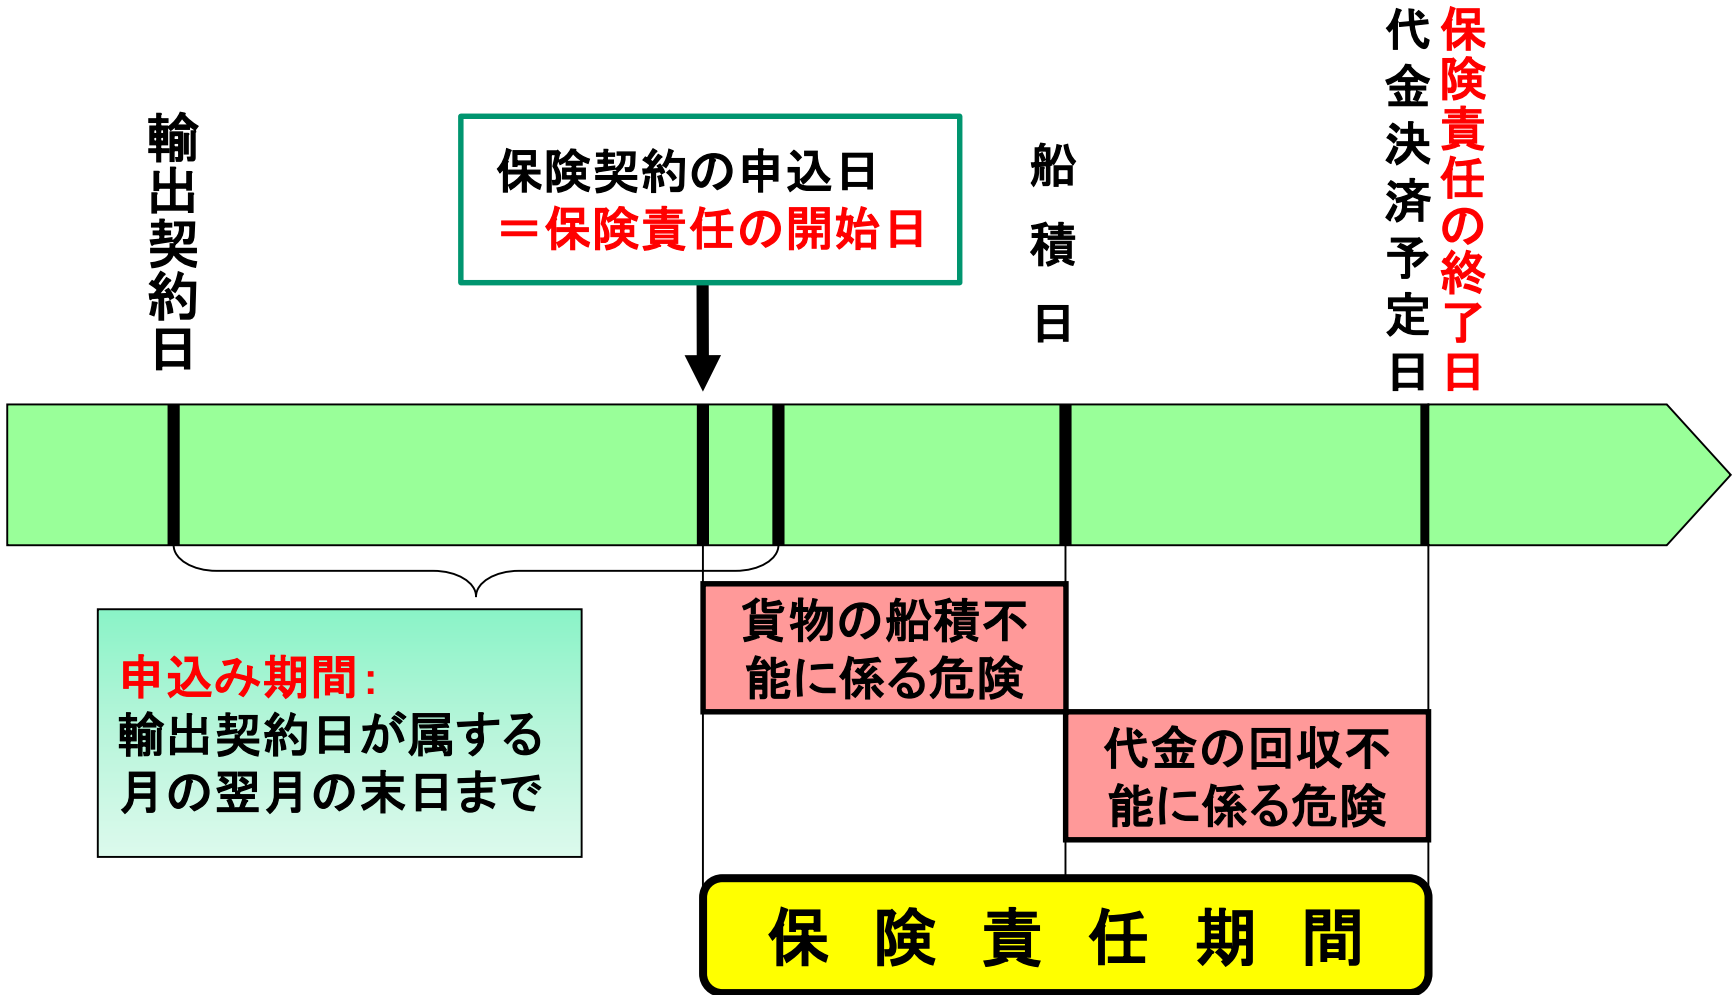 輸出契約日
保険契約の申込日
＝保険責任の開始日
船積日
代金決済予定日
保険責任の終了日
貨物の船積不
能に係る危険
申込み期間：
輸出契約日が属する
月の翌月の末日まで
代金の回収不
能に係る危険
保険責任期間